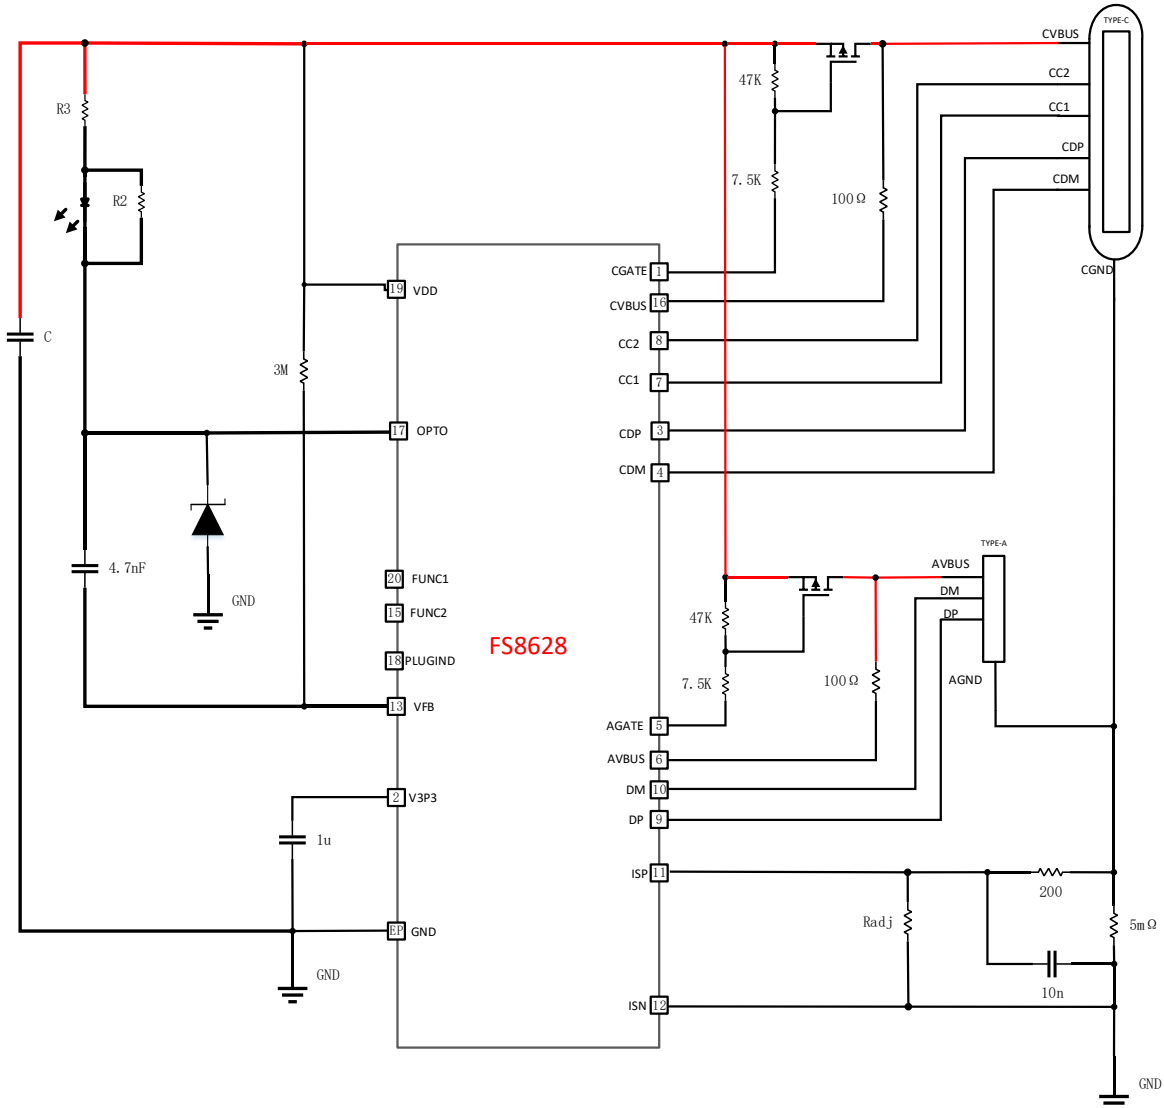 TYPE-C
CVBUS
CC2
CC1
CDP
CDM
CGND
R3
R2
C
47K
7.5K
100Ω
3M
19 VDD
17 OPTO
4.7nF
GND
20 FUNC1
15 FUNC2
18 PLUGIND
13 VFB
2 V3P3
1u
EP GND
GND
FS8628
CGATE 1
CVBUS 16
CC2 8
CC1 7
CDP 3
CDM 4
AGATE 5
AVBUS 6
DM 10
DP 9
ISP 11
ISN 12
TYPE-A
AVBUS
DM
DP
AGND
47K
7.5K
100Ω
200
Radj
5mΩ
10n
GND